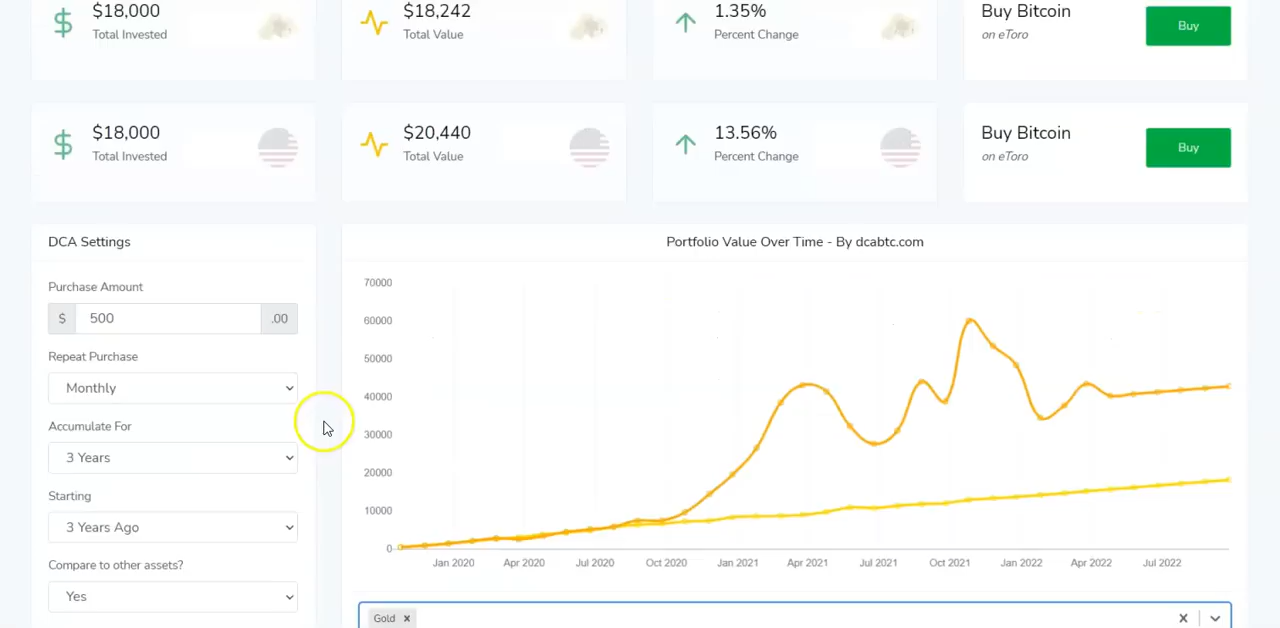 $18,000
Total Invested
$18,242
Total Value
1.35%
Percent Change
Buy Bitcoin
on eToro
Buy
$18,000
Total Invested
$20,440
Total Value
13.56%
Percent Change
Buy Bitcoin
on eToro
Buy
DCA Settings
Purchase Amount
$ 500 .00
Repeat Purchase
Monthly
Accumulate For
3 Years
Starting
3 Years Ago
Compare to other assets?
Yes
Portfolio Value Over Time - By dcabtc.com
70000
60000
50000
40000
30000
20000
10000
0
Jan 2020 Apr 2020 Jul 2020 Oct 2020 Jan 2021 Apr 2021 Jul 2021 Oct 2021 Jan 2022 Apr 2022 Jul 2022
Gold